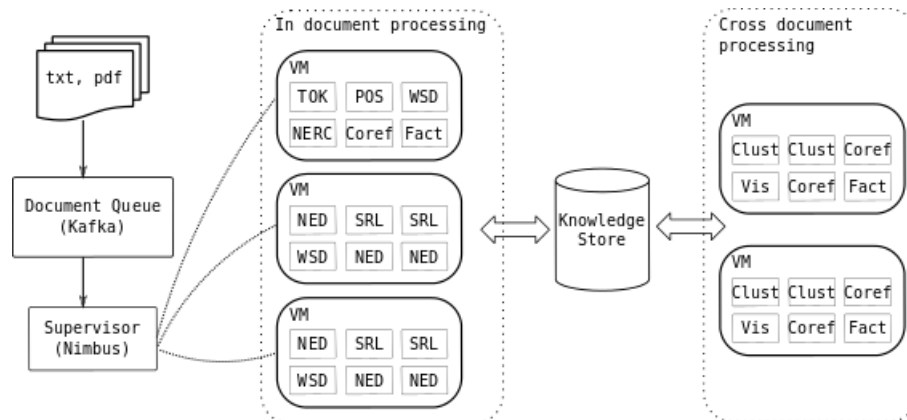 txt, pdf
Document Queue
(Kafka)
Supervisor
(Nimbus)
In document processing
VM
TOK POS WSD
NERC Coref Fact
VM
NED SRL SRL
WSD NED NED
VM
NED SRL SRL
WSD NED NED
Knowledge
Store
Cross document
processing
VM
Clust Clust Coref
Vis Coref Fact
VM
Clust Clust Coref
Vis Coref Fact